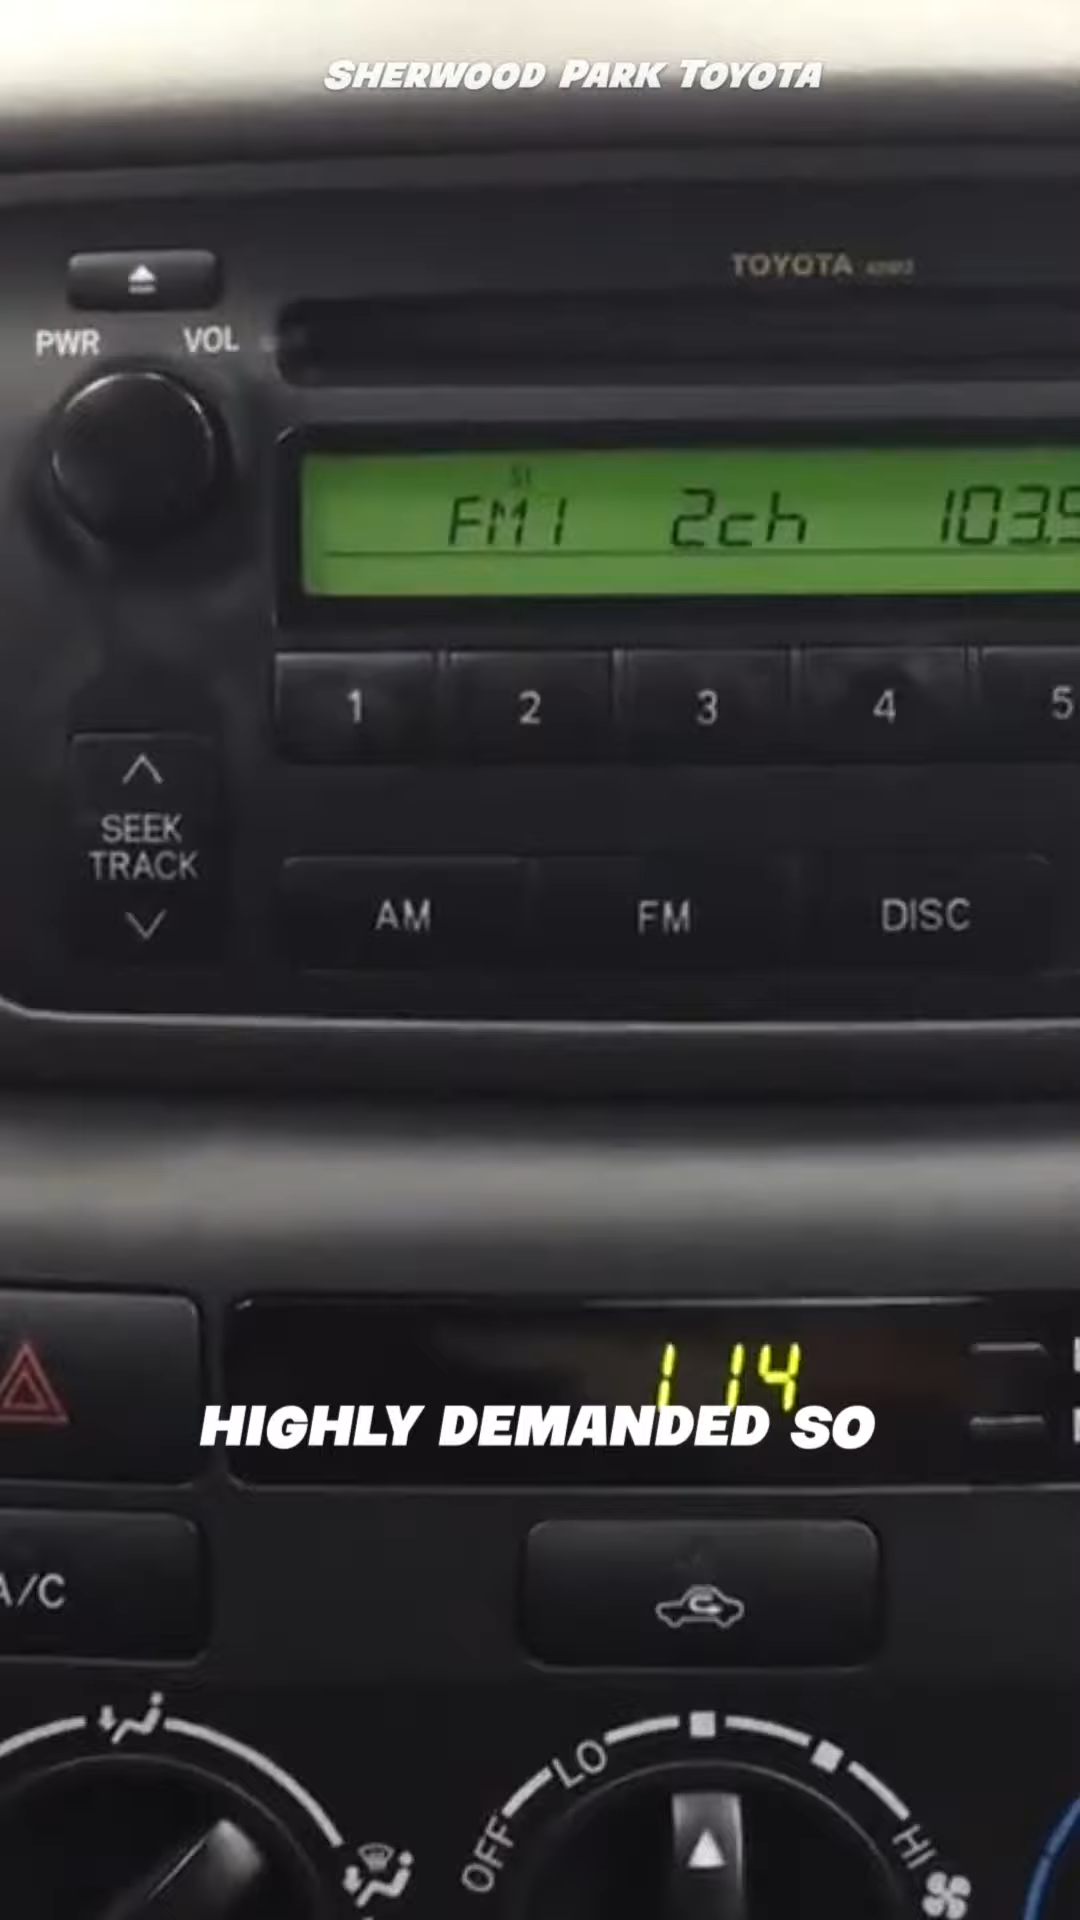 SHERWOOD PARK TOYOTA
TOYOTA
PWR VOL
ST
FM1 2ch 103.9
1 2 3 4 5
SEEK
TRACK
AM FM DISC
1 14
HIGHLY DEMANDED SO
A/C
OFF LO HI